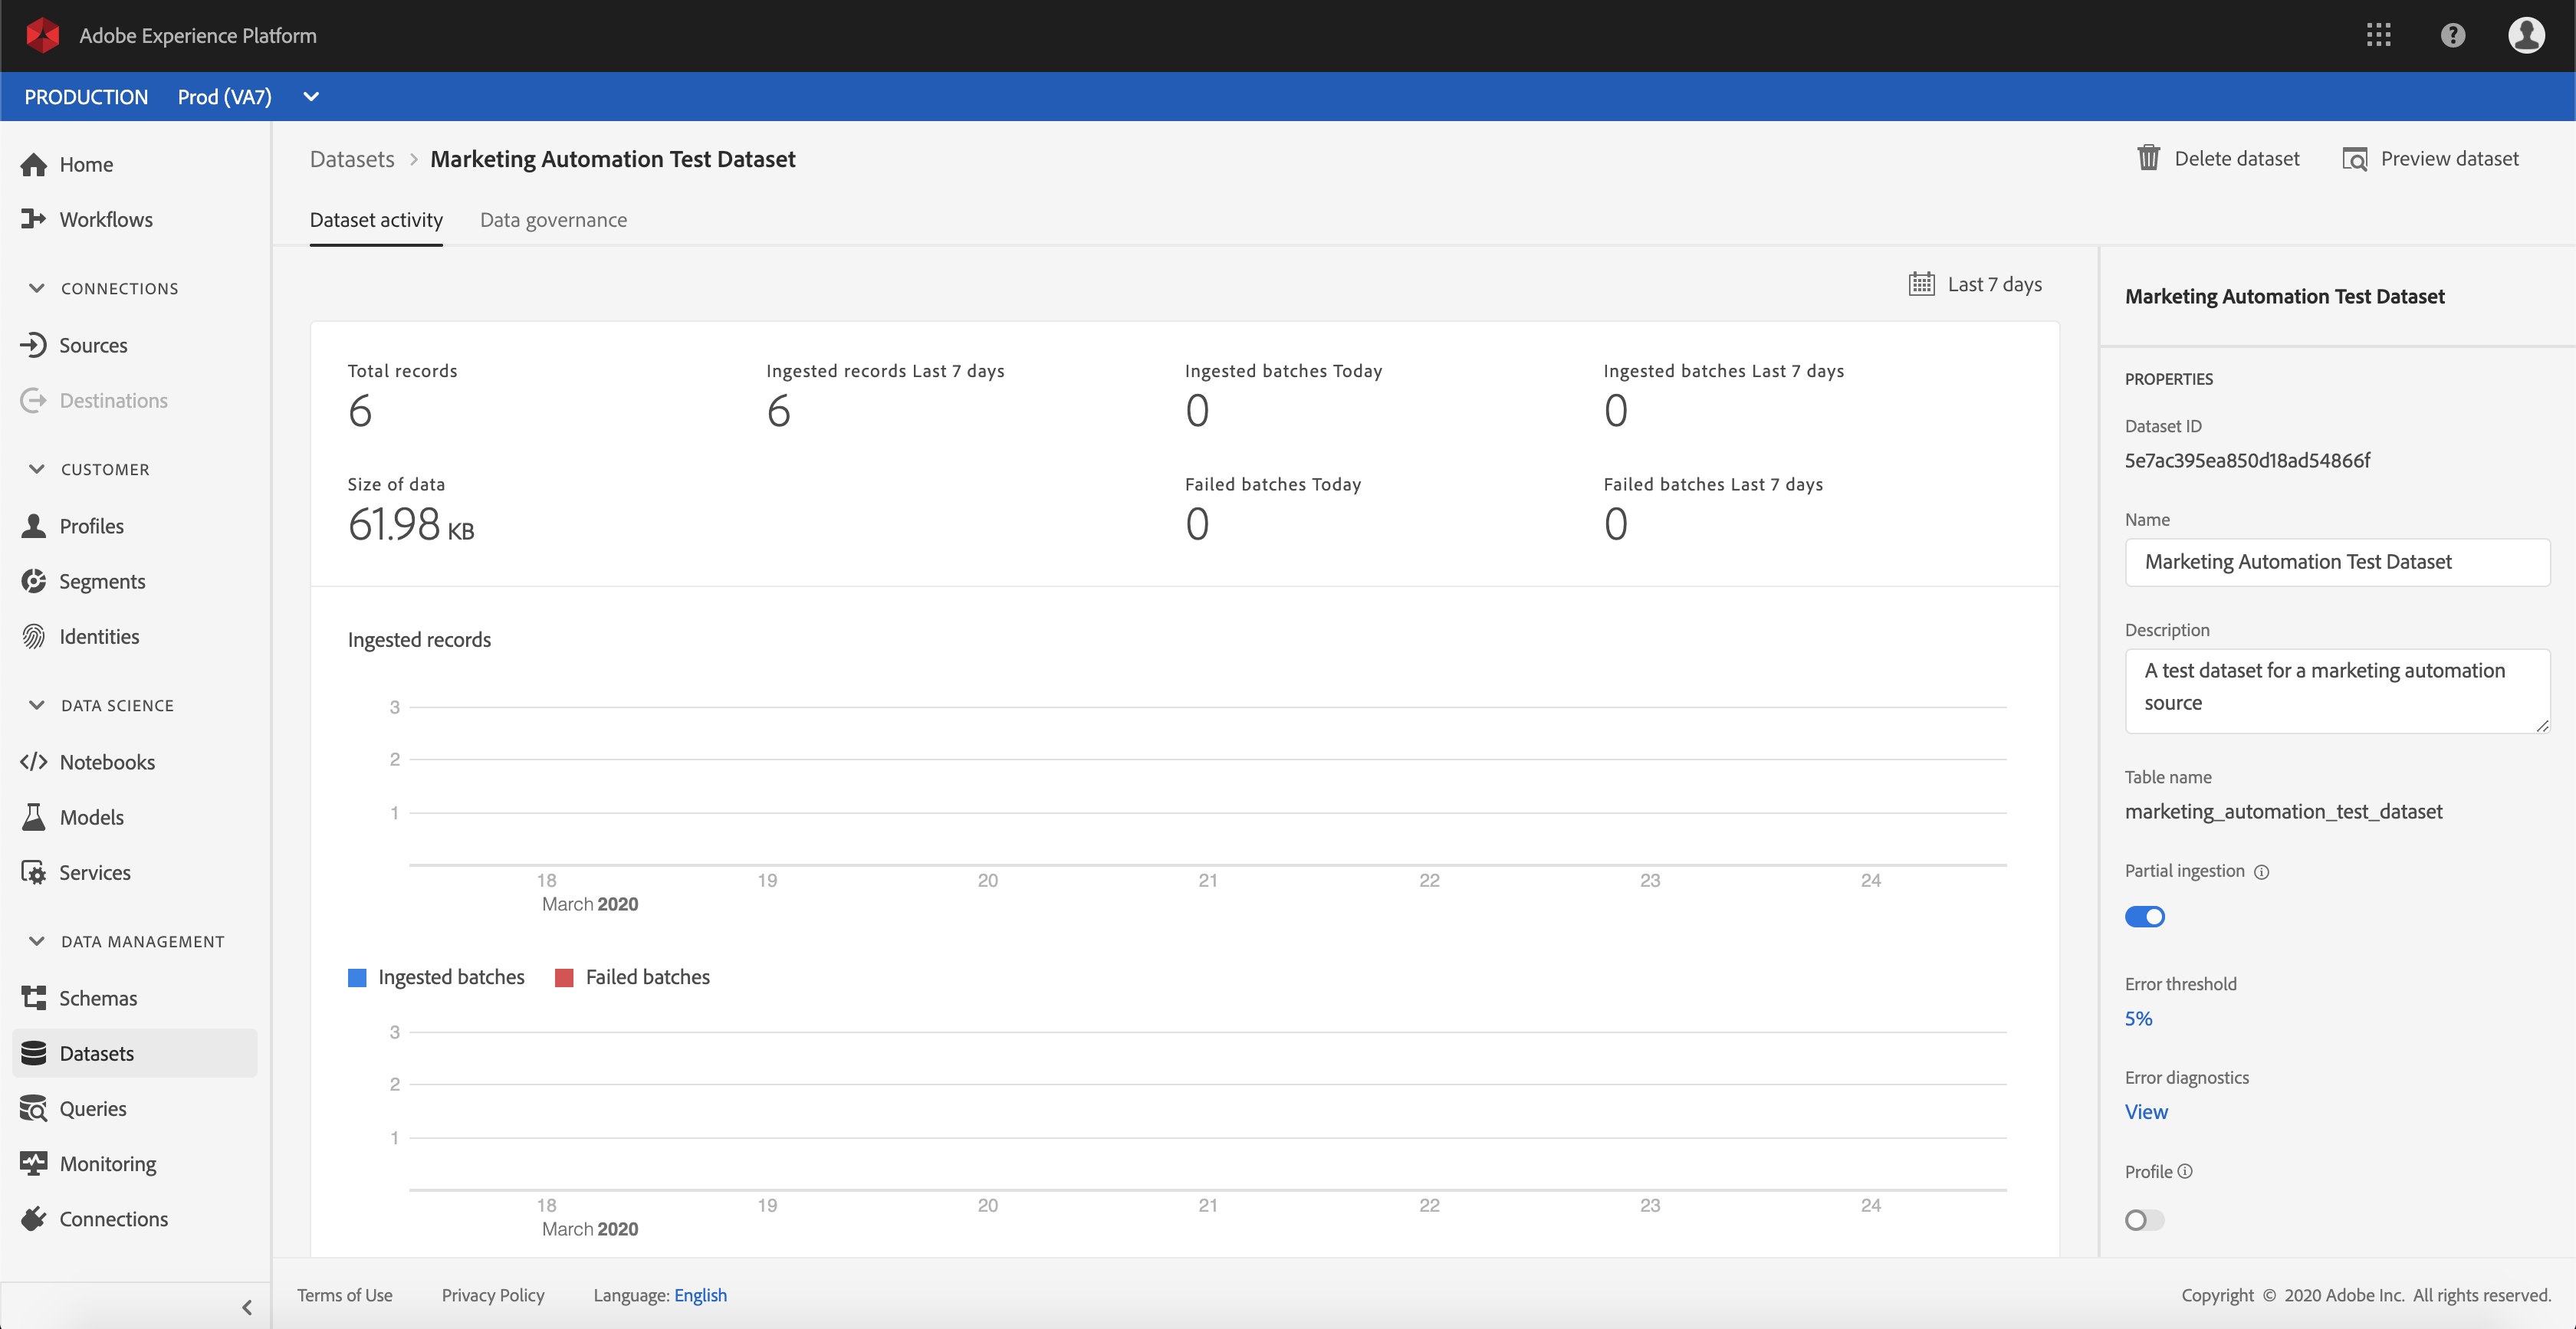 Adobe Experience Platform
PRODUCTION Prod (VA7)
Home
Workflows
CONNECTIONS
Sources
Destinations
CUSTOMER
Profiles
Segments
Identities
DATA SCIENCE
Notebooks
Models
Services
DATA MANAGEMENT
Schemas
Datasets
Queries
Monitoring
Connections
Datasets > Marketing Automation Test Dataset
Delete dataset
Preview dataset
Dataset activity
Data governance
Last 7 days
Total records
6
Ingested records Last 7 days
6
Ingested batches Today
0
Ingested batches Last 7 days
0
Size of data
61.98 KB
Failed batches Today
0
Failed batches Last 7 days
0
Ingested records
3
2
1
18 19 20 21 22 23 24
March 2020
Ingested batches Failed batches
3
2
1
18 19 20 21 22 23 24
March 2020
Marketing Automation Test Dataset
PROPERTIES
Dataset ID
5e7ac395ea850d18ad54866f
Name
Marketing Automation Test Dataset
Description
A test dataset for a marketing automation
source
Table name
marketing_automation_test_dataset
Partial ingestion
Error threshold
5%
Error diagnostics
View
Profile
Terms of Use Privacy Policy Language: English
Copyright © 2020 Adobe Inc. All rights reserved.